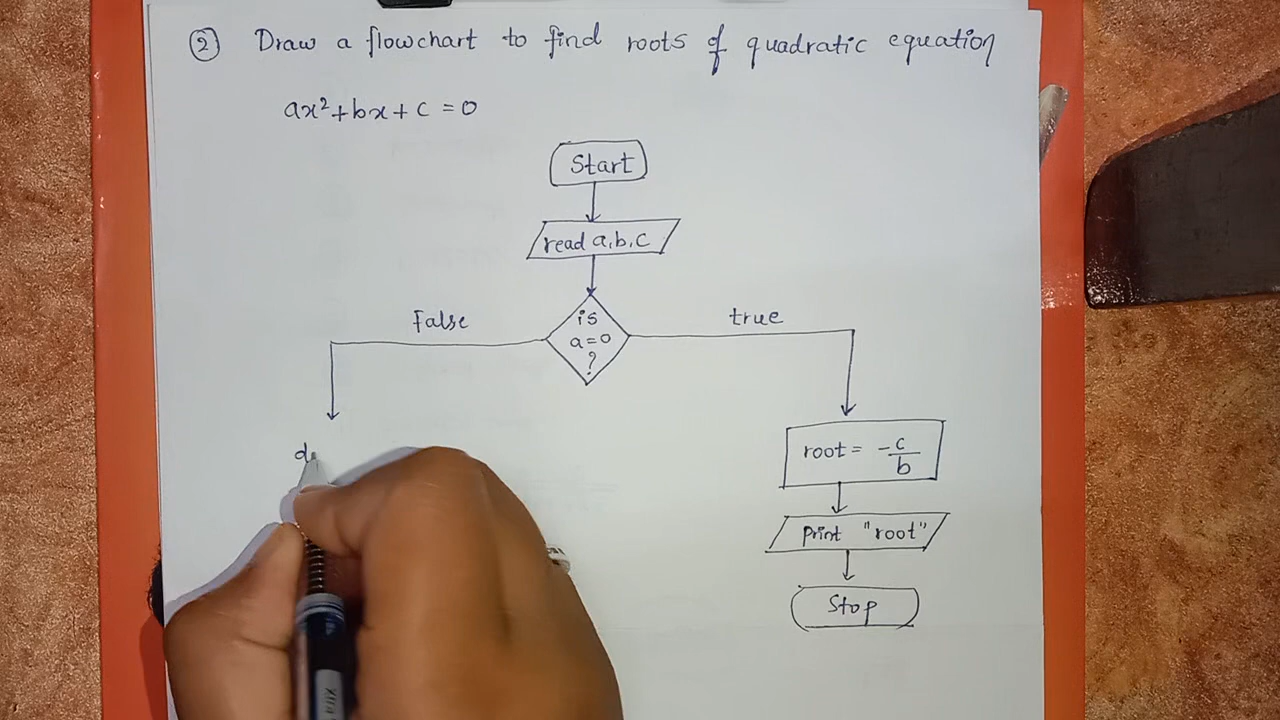 ② Draw a flowchart to find roots of quadratic equation
ax²+bx+c=0
Start
read a,b,c
is
a=0
?
False
true
root = -c/b
print "root"
Stop